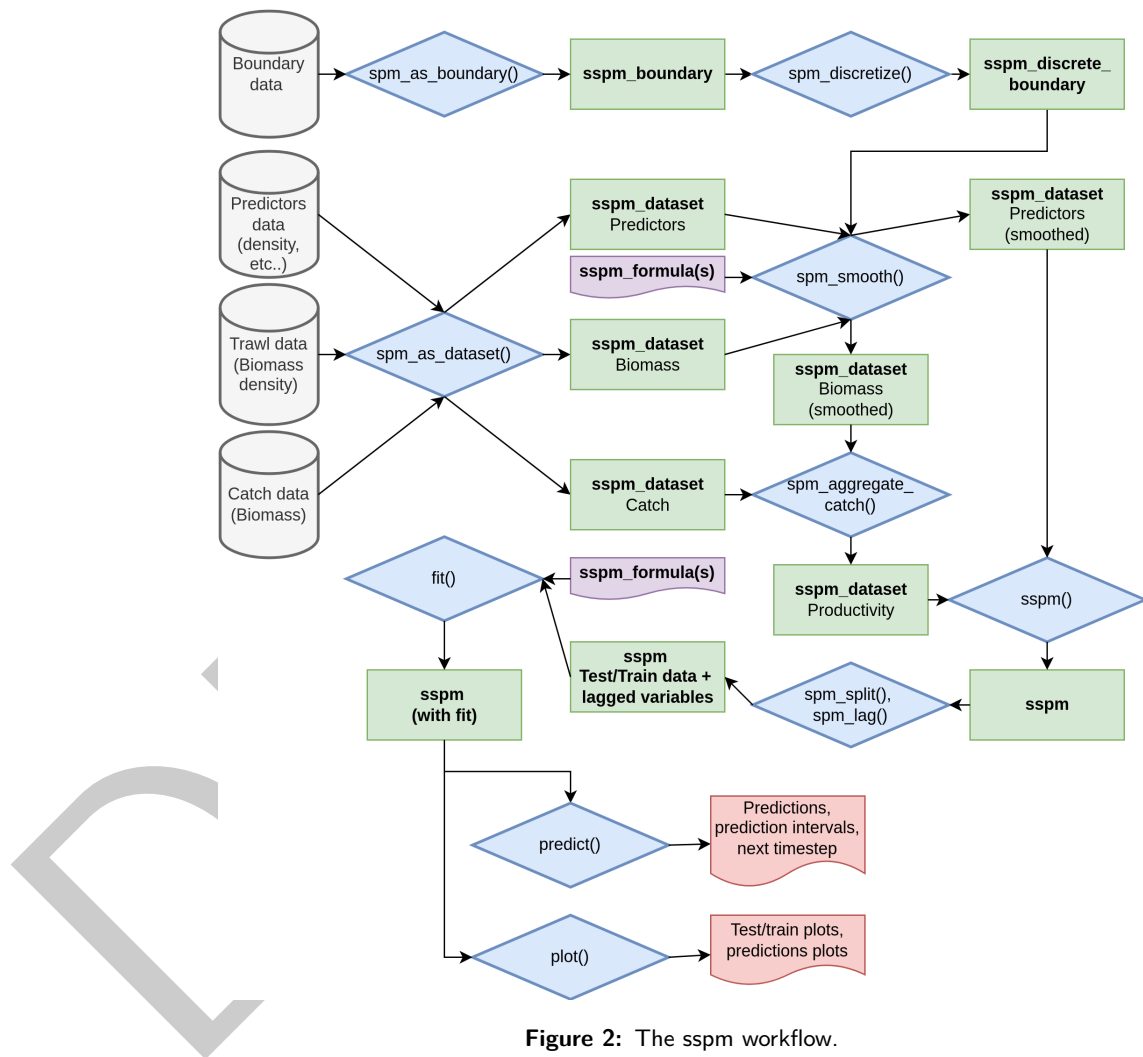 Boundary
data
spm_as_boundary()
sspm_boundary
spm_discretize()
sspm_discrete_
boundary
Predictors
data
(density,
etc..)
sspm_dataset
Predictors
sspm_dataset
Predictors
(smoothed)
sspm_formula(s)
spm_smooth()
Trawl data
(Biomass
density)
spm_as_dataset()
sspm_dataset
Biomass
sspm_dataset
Biomass
(smoothed)
Catch data
(Biomass)
sspm_dataset
Catch
spm_aggregate_
catch()
fit()
sspm_formula(s)
sspm_dataset
Productivity
sspm()
sspm
(with fit)
sspm
Test/Train data +
lagged variables
spm_split(),
spm_lag()
sspm
predict()
Predictions,
prediction intervals,
next timestep
plot()
Test/train plots,
predictions plots
Figure 2: The sspm workflow.